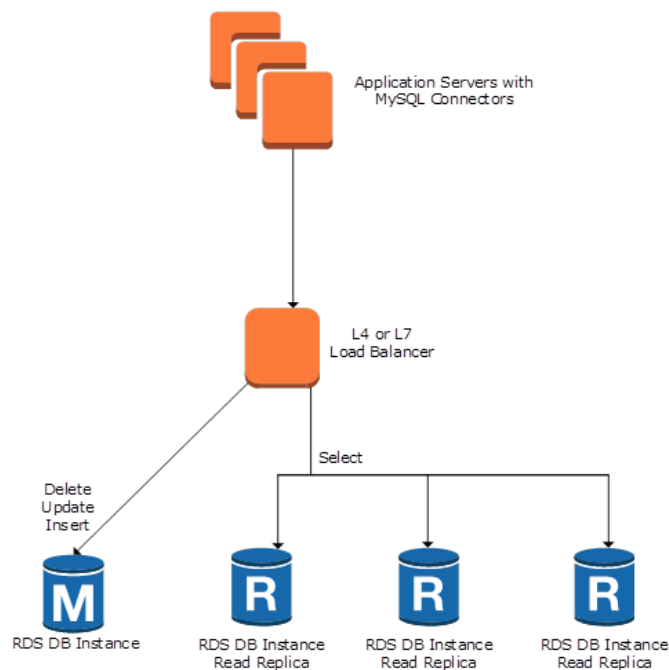 Application Servers with
MySQL Connectors
L4 or L7
Load Balancer
Select
Delete
Update
Insert
M
R
R
R
RDS DB Instance
RDS DB Instance
Read Replica
RDS DB Instance
Read Replica
RDS DB Instance
Read Replica